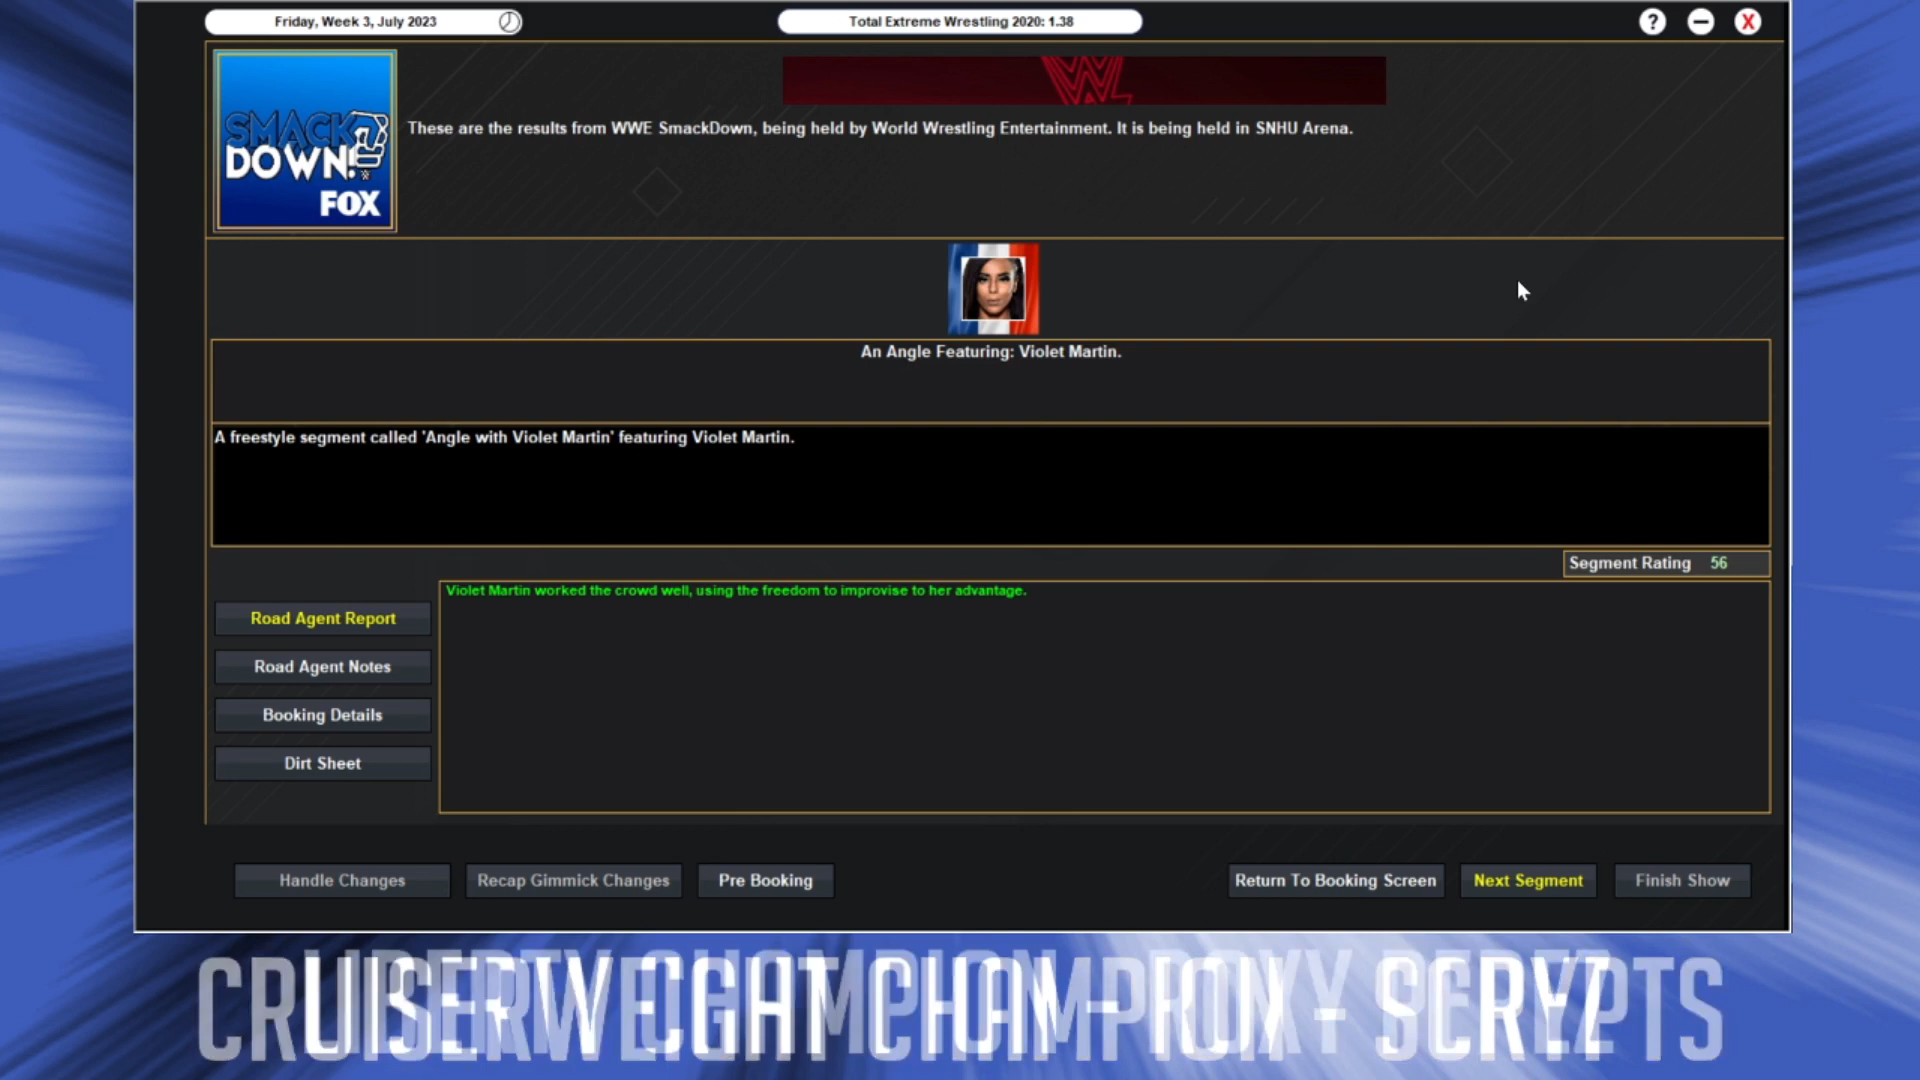 Friday, Week 3, July 2023
Total Extreme Wrestling 2020: 1.38
?
X
SMACK
DOWN!
FOX
These are the results from WWE SmackDown, being held by World Wrestling Entertainment. It is being held in SNHU Arena.
An Angle Featuring: Violet Martin.
A freestyle segment called 'Angle with Violet Martin' featuring Violet Martin.
Segment Rating 56
Violet Martin worked the crowd well, using the freedom to improvise to her advantage.
Road Agent Report
Road Agent Notes
Booking Details
Dirt Sheet
Handle Changes
Recap Gimmick Changes
Pre Booking
Return To Booking Screen
Next Segment
Finish Show